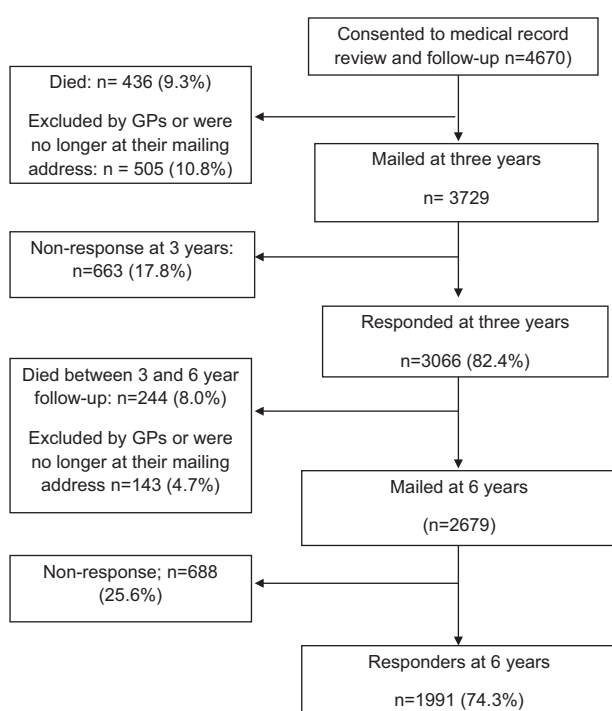 Consented to medical record
review and follow-up n=4670)
Died: n= 436 (9.3%)
Excluded by GPs or were
no longer at their mailing
address: n = 505 (10.8%)
Mailed at three years
n= 3729
Non-response at 3 years:
n=663 (17.8%)
Responded at three years
n=3066 (82.4%)
Died between 3 and 6 year
follow-up: n=244 (8.0%)
Excluded by GPs or were
no longer at their mailing
address n=143 (4.7%)
Mailed at 6 years
(n=2679)
Non-response; n=688
(25.6%)
Responders at 6 years
n=1991 (74.3%)